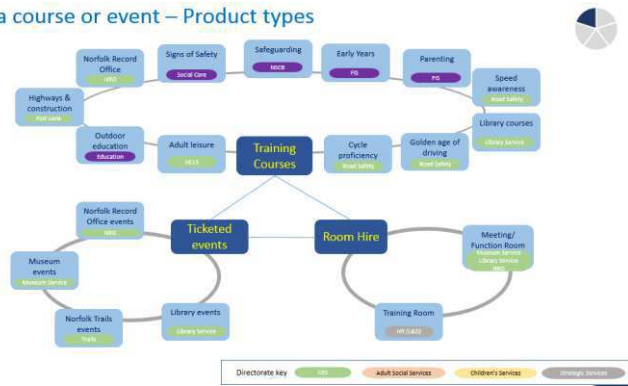 a course or event – Product types
Norfolk Record
Office
NRO
Signs of Safety
Social Care
Safeguarding
NSCB
Early Years
FIS
Parenting
FIS
Speed
awareness
Road Safety
Highways &
construction
Outdoor
education
Education
Adult leisure
NCLS
Training
Courses
Cycle
proficiency
Road Safety
Golden age of
driving
Road Safety
Library courses
Library Service
Norfolk Record
Office events
NRO
Ticketed
events
Room Hire
Meeting/
Function Room
Museum Service
Library Service
NRO
Museum
events
Museum Service
Norfolk Trails
events
Trails
Library events
Library Service
Training Room
HR (L&D)
Directorate key
CES
Adult Social Services
Children's Services
Strategic Services